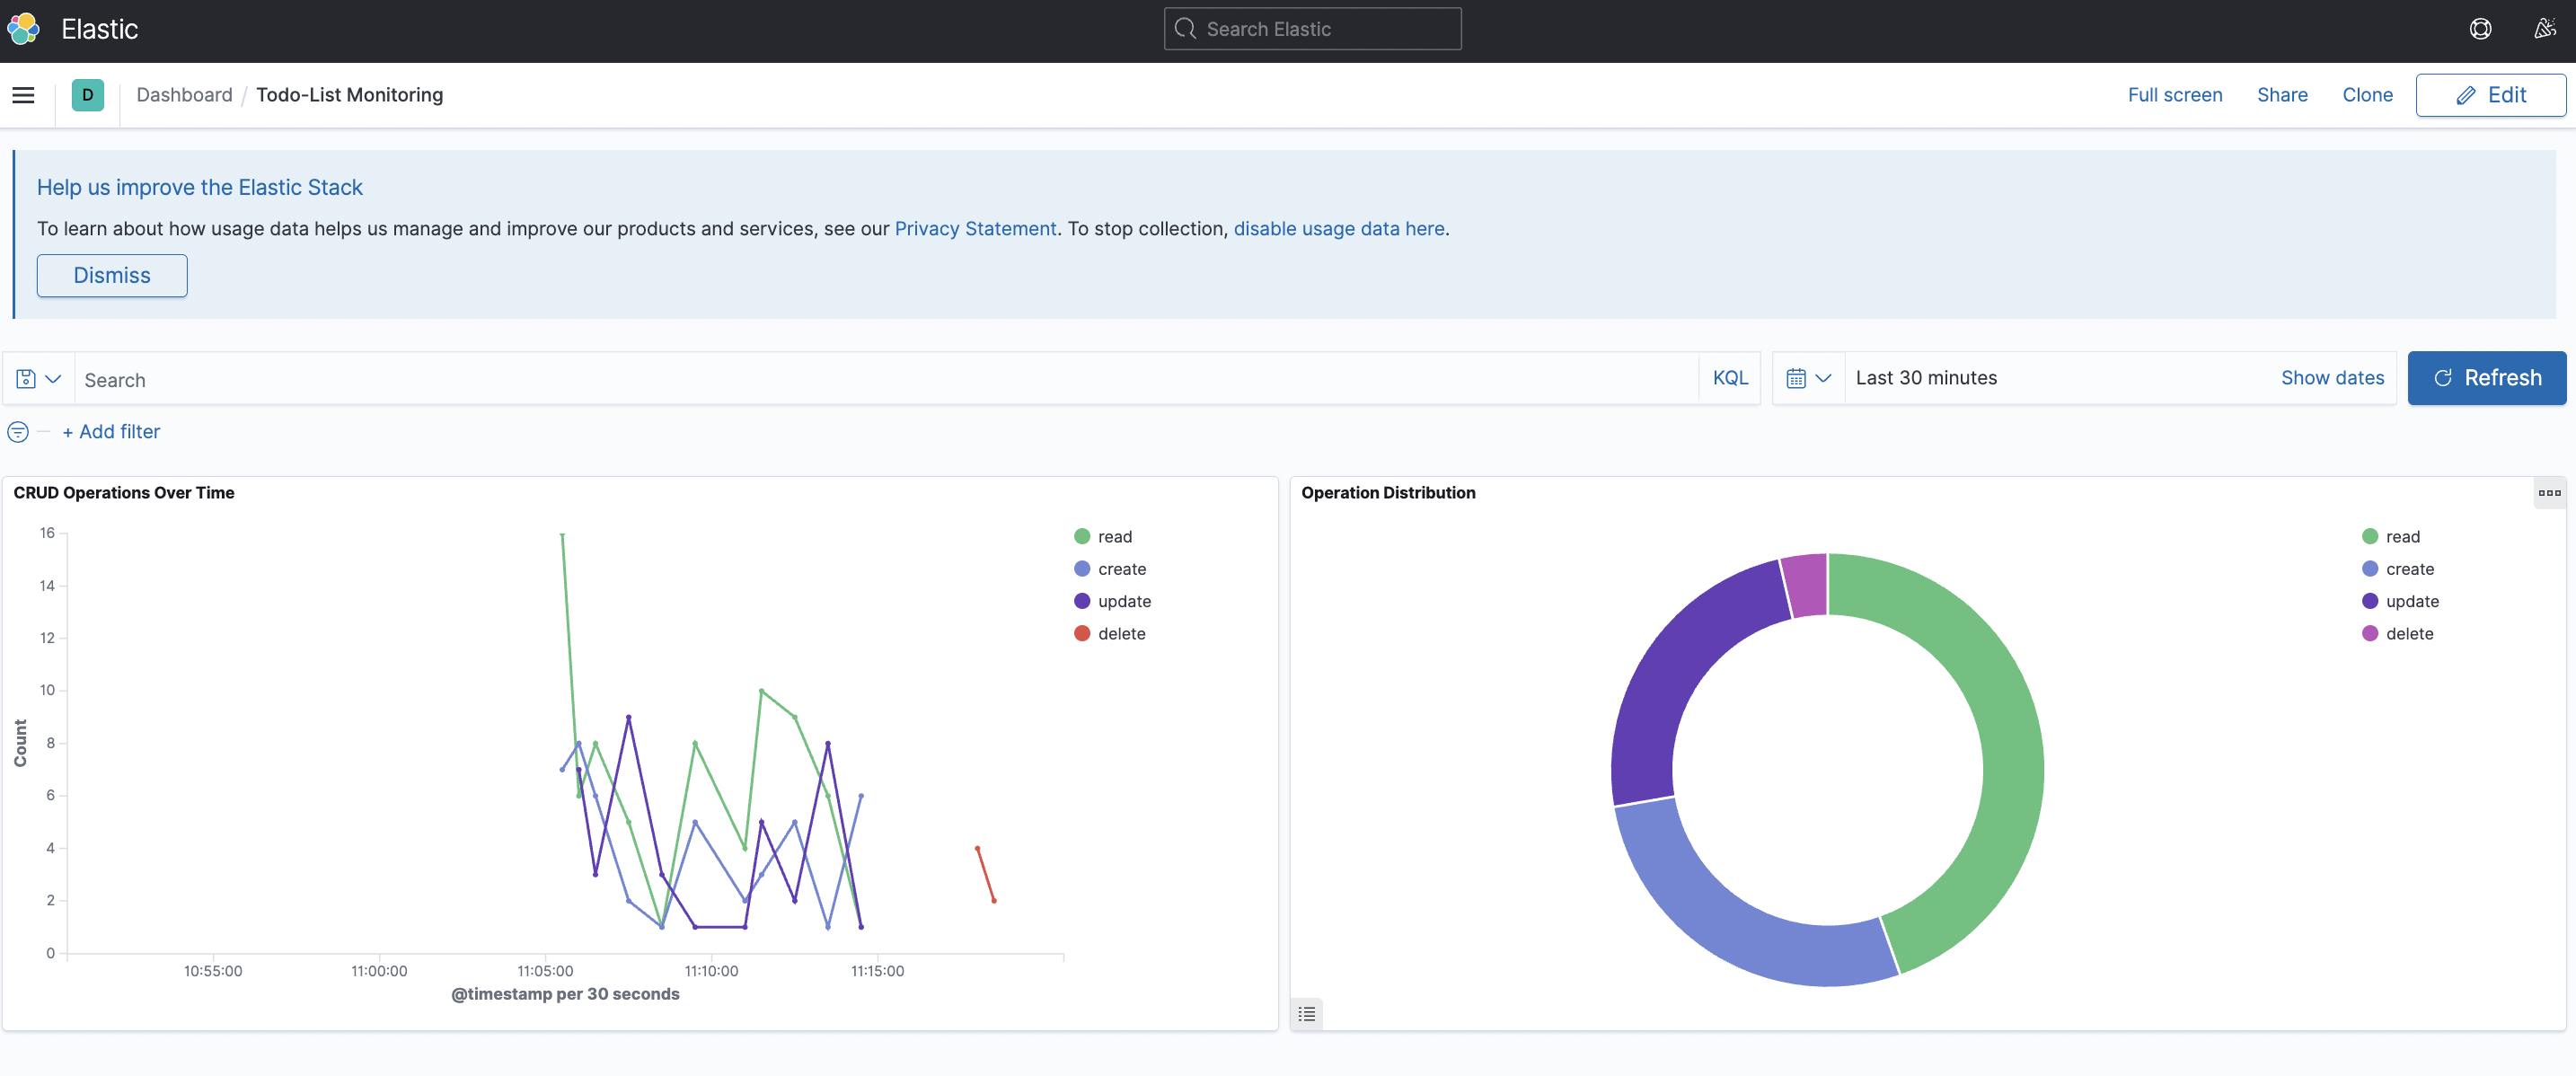 Elastic
Search Elastic
D
Dashboard / Todo-List Monitoring
Full screen
Share
Clone
Edit
Help us improve the Elastic Stack
To learn about how usage data helps us manage and improve our products and services, see our Privacy Statement. To stop collection, disable usage data here.
Dismiss
Search
KQL
Last 30 minutes
Show dates
Refresh
+ Add filter
CRUD Operations Over Time
16
14
12
10
8
6
4
2
0
Count
10:55:00
11:00:00
11:05:00
11:10:00
11:15:00
@timestamp per 30 seconds
read
create
update
delete
Operation Distribution
read
create
update
delete